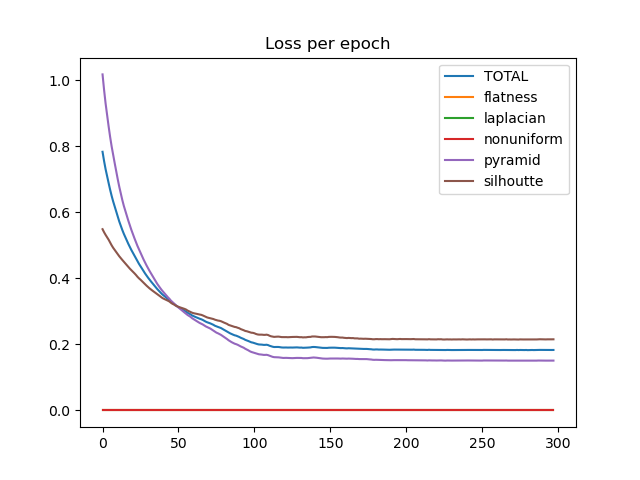 Loss per epoch
TOTAL
flatness
laplacian
nonuniform
pyramid
silhoutte
1.0
0.8
0.6
0.4
0.2
0.0
0 50 100 150 200 250 300